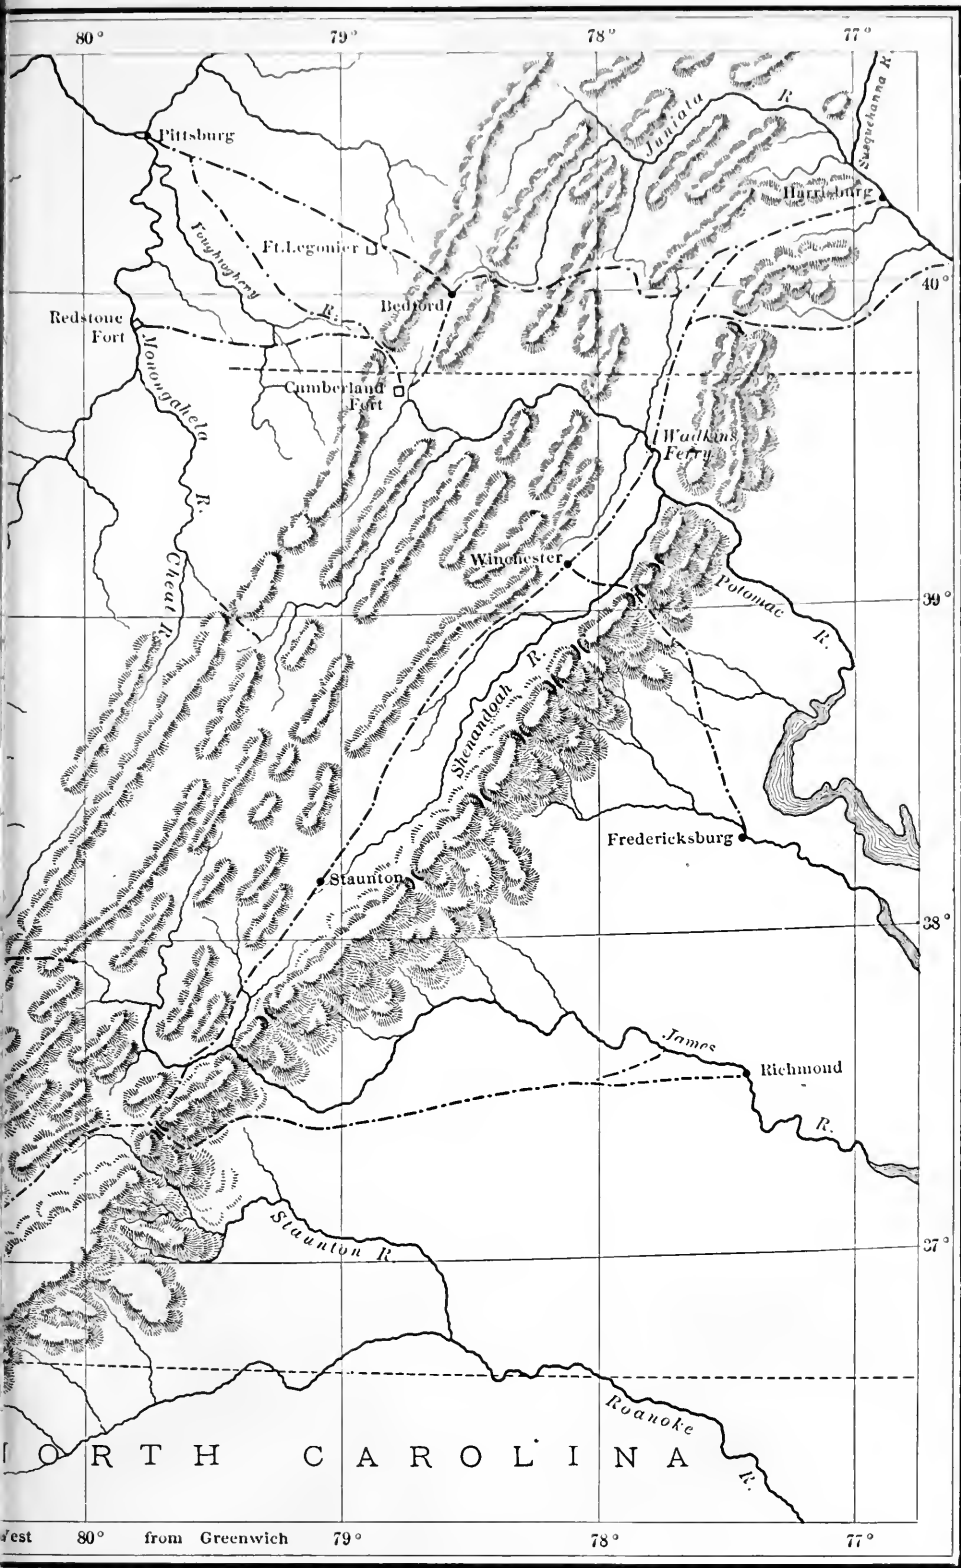 80° 79° 78° 77°
Pittsburg
Juniata R
Susquehanna R.
Harrisburg
Ft. Legonier
Youghiogheny R.
Bedford
40°
Redstone
Fort
Monongahela R.
Cumberland
Fort
Wadkins
Ferry
Winchester
Cheat R.
Potomac R.
39°
Shenandoah R.
Fredericksburg
Staunton
38°
James R.
Richmond
Staunton R.
37°
Roanoke R.
NORTH CAROLINA
West 80° from Greenwich 79° 78° 77°